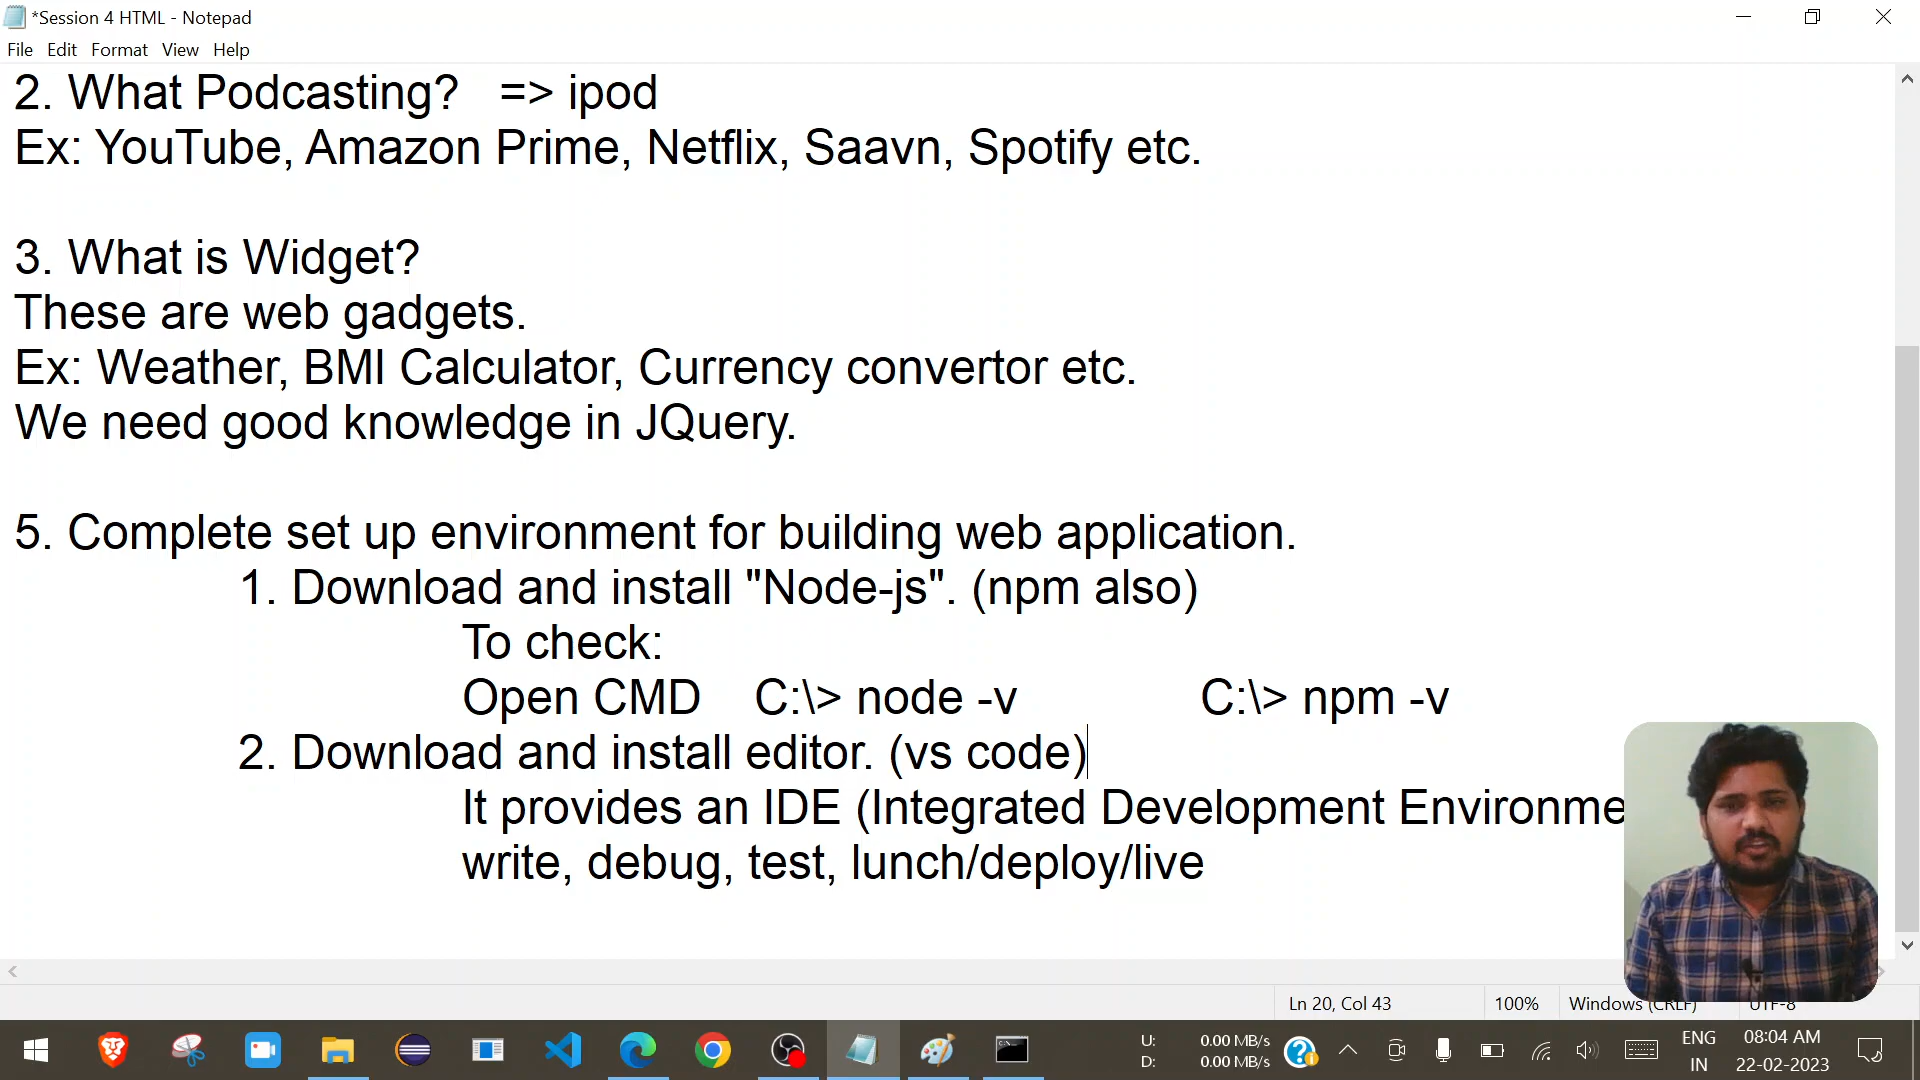 *Session 4 HTML - Notepad
File Edit Format View Help
2. What Podcasting? => ipod
Ex: YouTube, Amazon Prime, Netflix, Saavn, Spotify etc.
3. What is Widget?
These are web gadgets.
Ex: Weather, BMI Calculator, Currency convertor etc.
We need good knowledge in JQuery.
5. Complete set up environment for building web application.
1. Download and install "Node-js". (npm also)
To check:
Open CMD C:\> node -v C:\> npm -v
2. Download and install editor. (vs code)
It provides an IDE (Integrated Development Environme
write, debug, test, lunch/deploy/live
Ln 20, Col 43 100% Windows (CRLF) UTF-8
U: 0.00 MB/s
D: 0.00 MB/s
ENG
IN
08:04 AM
22-02-2023